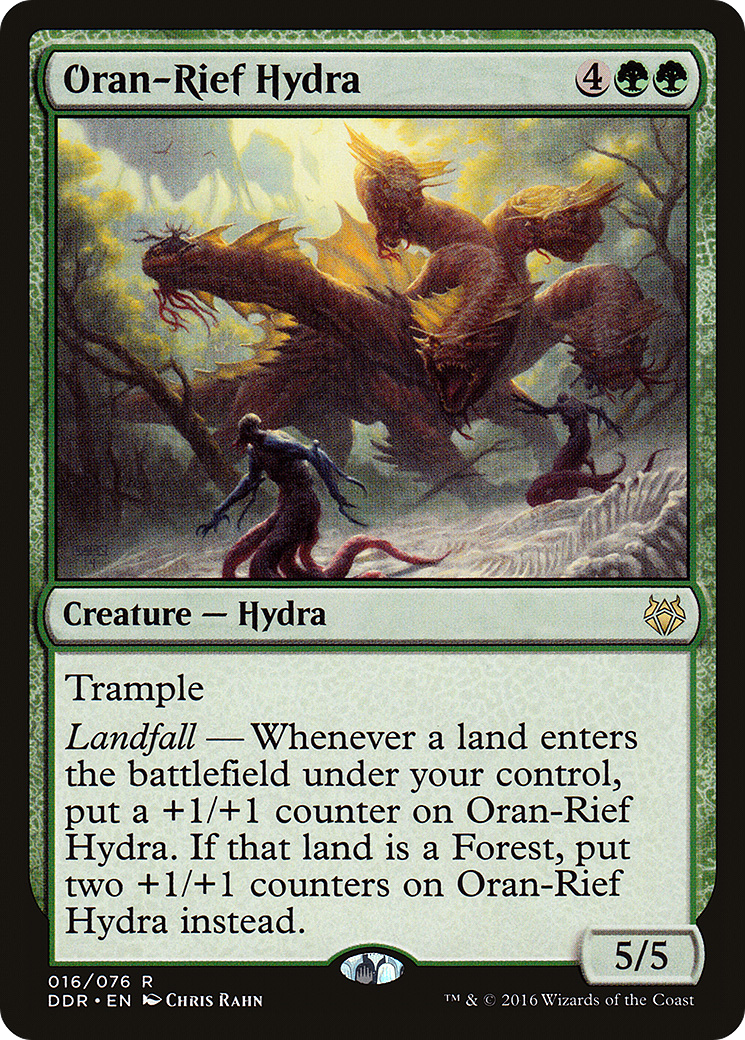 Oran-Rief Hydra 4
Creature — Hydra
Trample
Landfall — Whenever a land enters
the battlefield under your control,
put a +1/+1 counter on Oran-Rief
Hydra. If that land is a Forest, put
two +1/+1 counters on Oran-Rief
Hydra instead.
5/5
016/076 R
DDR • EN Chris Rahn
™ & © 2016 Wizards of the Coast